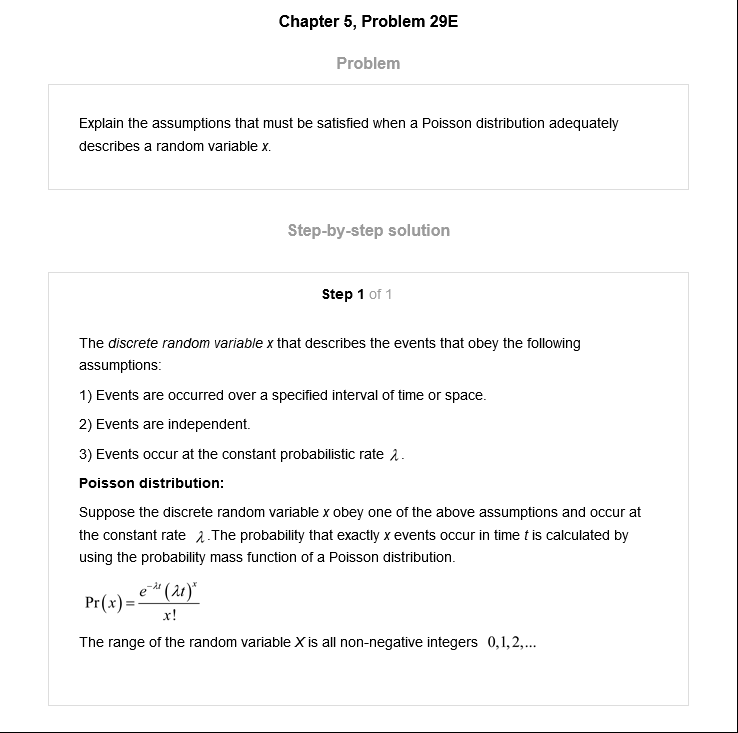 Chapter 5, Problem 29E
Problem
Explain the assumptions that must be satisfied when a Poisson distribution adequately
describes a random variable x.
Step-by-step solution
Step 1 of 1
The discrete random variable x that describes the events that obey the following
assumptions:
1) Events are occurred over a specified interval of time or space.
2) Events are independent.
3) Events occur at the constant probabilistic rate λ.
Poisson distribution:
Suppose the discrete random variable x obey one of the above assumptions and occur at
the constant rate λ.The probability that exactly x events occur in time t is calculated by
using the probability mass function of a Poisson distribution.
Pr(x)= e^-λt (λt)^x / x!
The range of the random variable X is all non-negative integers 0,1,2,...